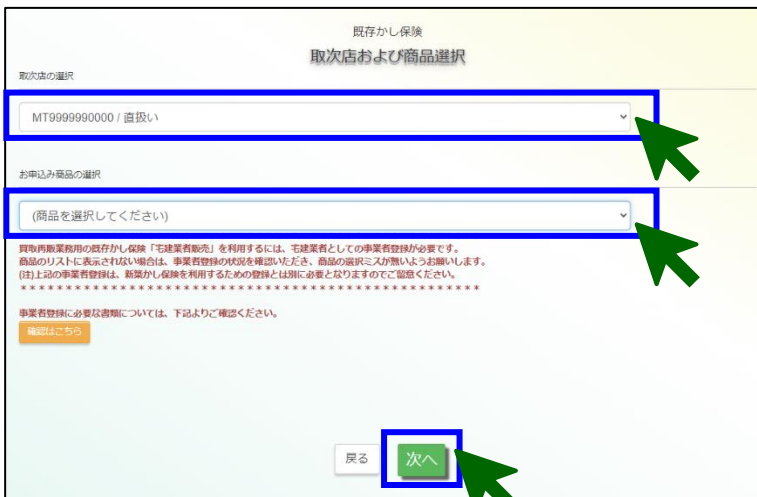 既存かし保険
取次店および商品選択
取次店の選択
MT9999990000 / 直扱い
お申込み商品の選択
(商品を選択してください)
買取再販業務用の既存かし保険「宅建業者販売」を利用するには、宅建業者としての事業者登録が必要です。
商品のリストに表示されない場合は、事業者登録の状況を確認いただき、商品の選択ミスが無いようお願いします。
(注)上記の事業者登録は、新築かし保険を利用するための登録とは別に必要となりますのでご留意ください。
＊＊＊＊＊＊＊＊＊＊＊＊＊＊＊＊＊＊＊＊＊＊＊＊＊＊＊＊＊＊＊＊＊＊＊＊＊＊＊＊＊＊＊＊＊＊＊＊＊＊＊
事業者登録に必要な書類については、下記よりご確認ください。
確認はこちら
戻る
次へ